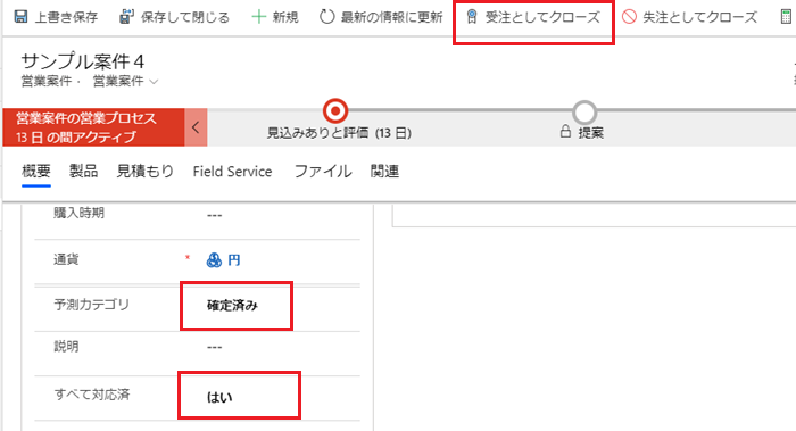 上書き保存 保存して閉じる 新規 最新の情報に更新 受注としてクローズ 失注としてクローズ
サンプル案件４
営業案件・ 営業案件
営業案件の営業プロセス
13 日 の間アクティブ
見込みありと評価 (13 日) 提案
概要 製品 見積もり Field Service ファイル 関連
購入時期 ---
通貨 * 円
予測カテゴリ 確定済み
説明 ---
すべて対応済 はい